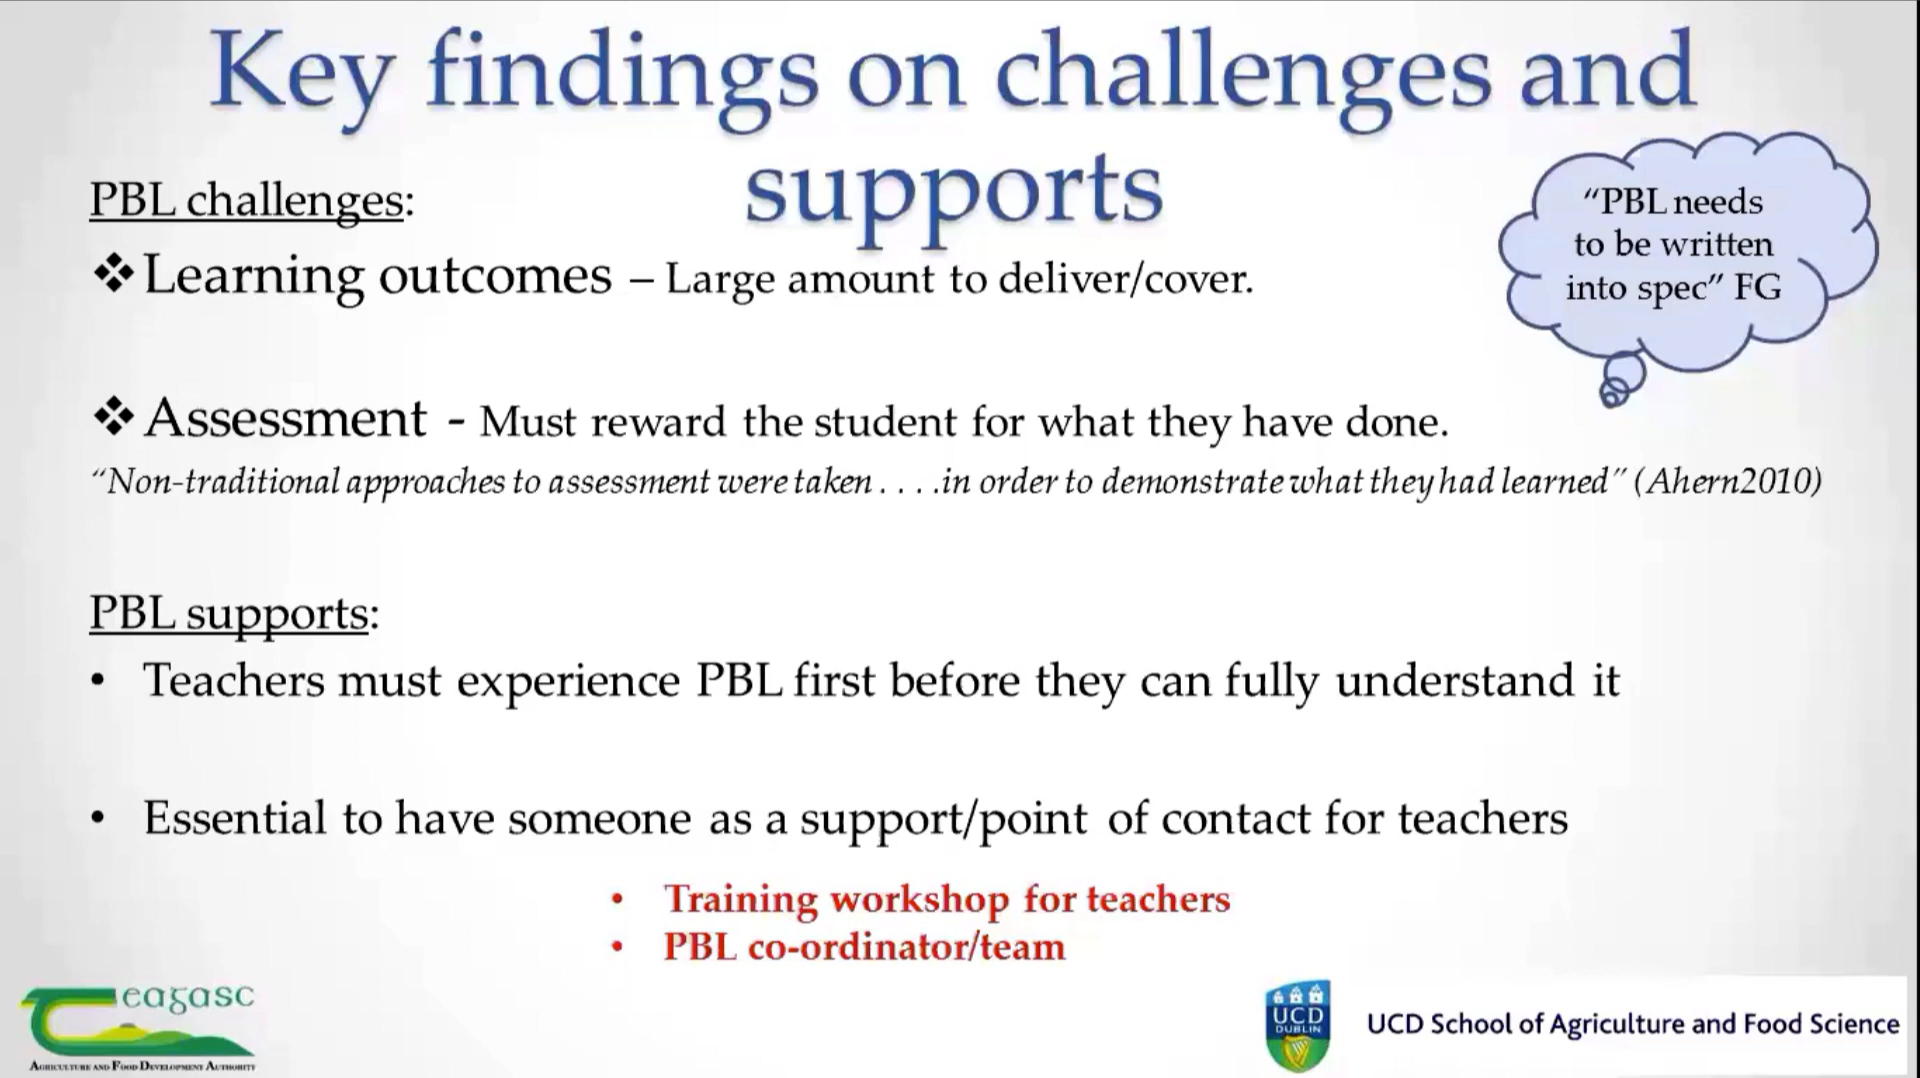 Key findings on challenges and
supports
PBL challenges:
❖Learning outcomes – Large amount to deliver/cover.
"PBL needs
to be written
into spec" FG
❖Assessment - Must reward the student for what they have done.
"Non-traditional approaches to assessment were taken . . . .in order to demonstrate what they had learned" (Ahern2010)
PBL supports:
• Teachers must experience PBL first before they can fully understand it
• Essential to have someone as a support/point of contact for teachers
• Training workshop for teachers
• PBL co-ordinator/team
Teagasc
AGRICULTURE AND FOOD DEVELOPMENT AUTHORITY
UCD
DUBLIN
UCD School of Agriculture and Food Science